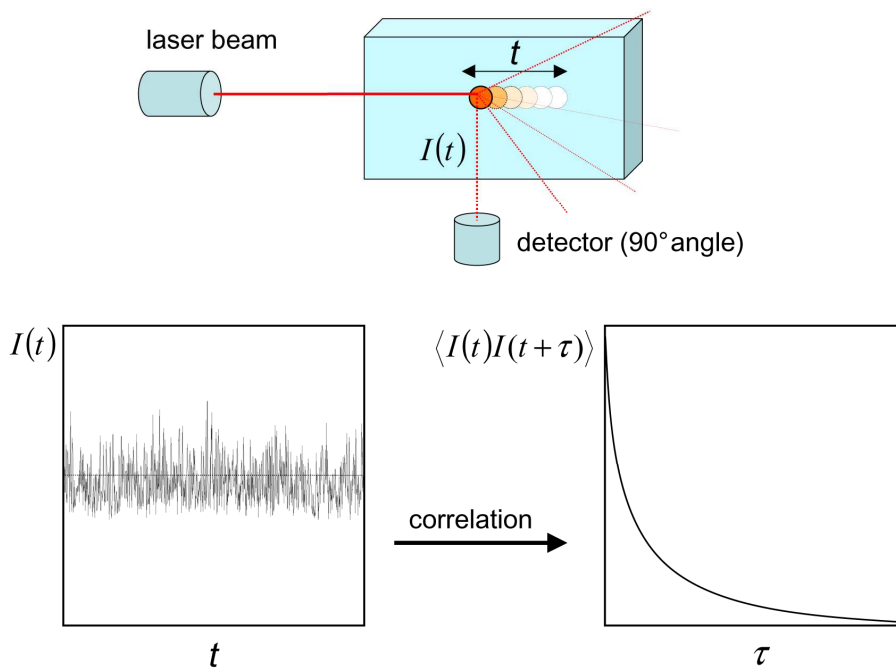 laser beam
t
I(t)
detector (90° angle)
I(t)
⟨I(t)I(t + τ)⟩
correlation
t
τ